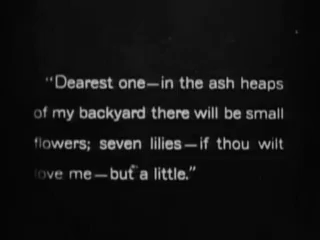 "Dearest one—in the ash heaps
of my backyard there will be small
flowers; seven lilies—if thou wilt
love me—but a little."